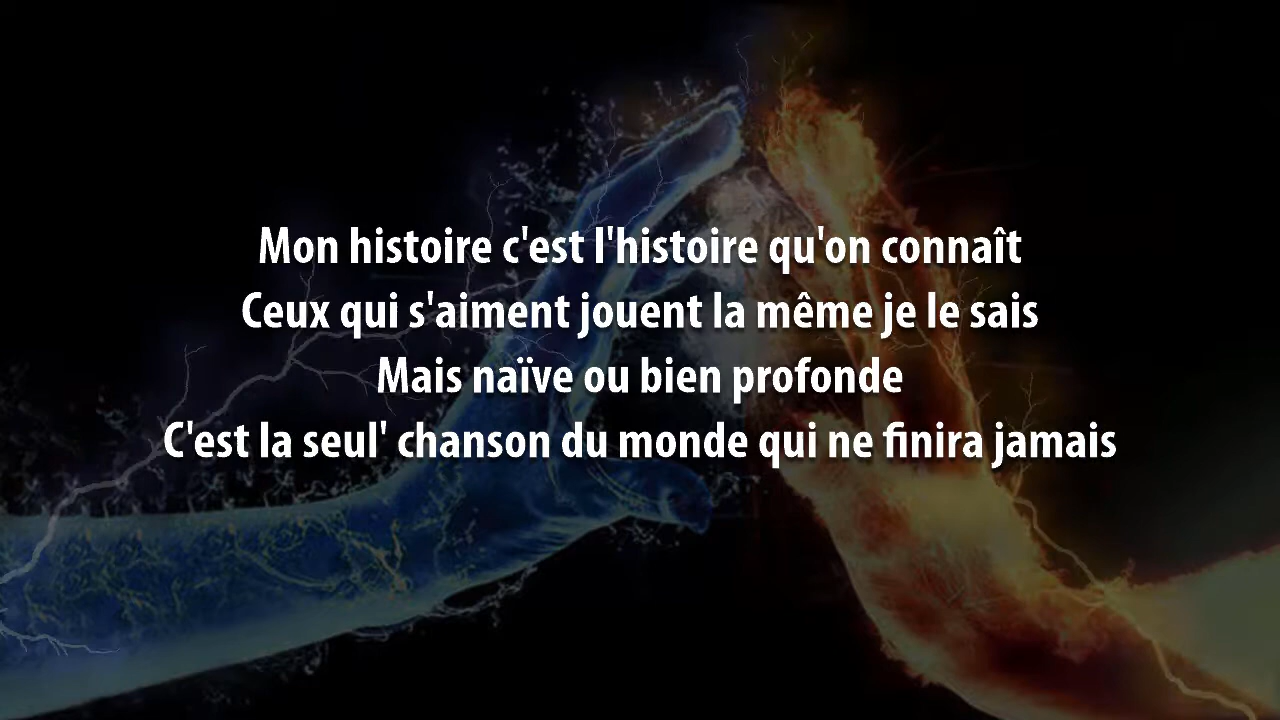 Mon histoire c'est l'histoire qu'on connaît
Ceux qui s'aiment jouent la même je le sais
Mais naïve ou bien profonde
C'est la seul' chanson du monde qui ne finira jamais